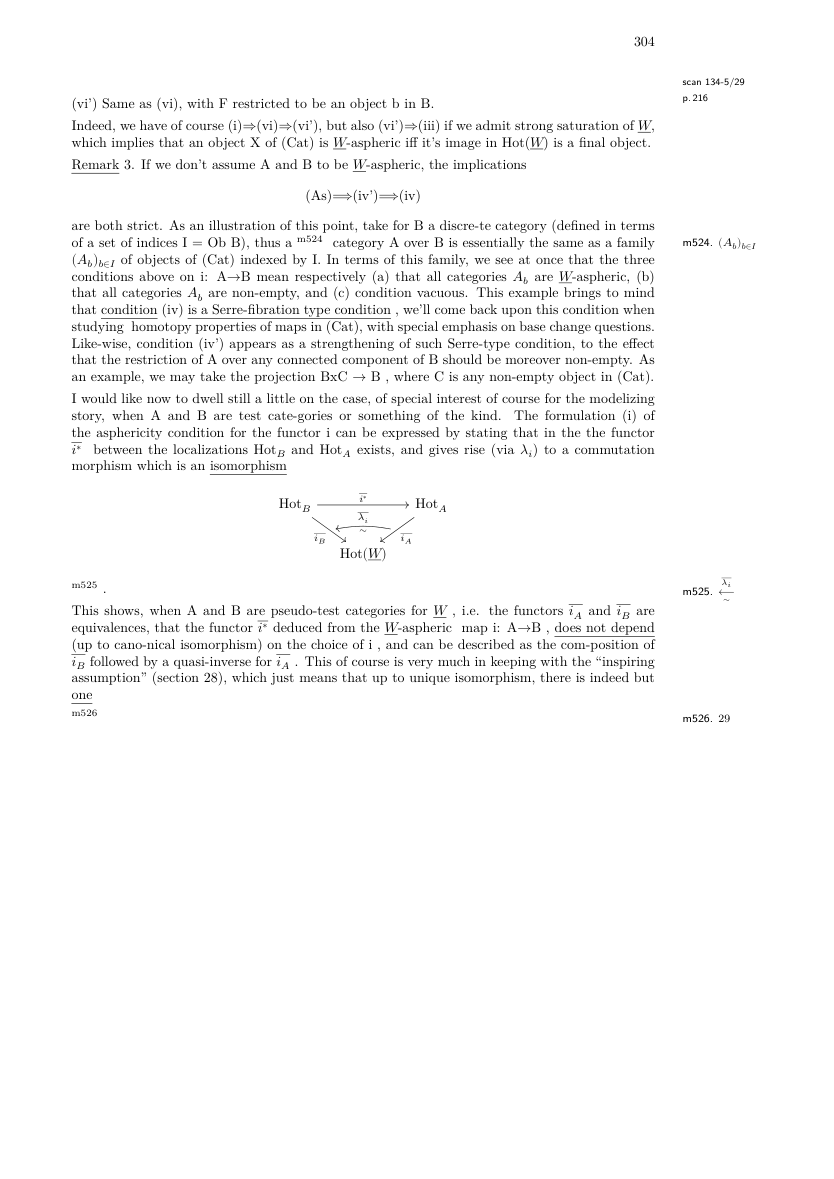 304
scan 134-5/29
p. 216
(vi') Same as (vi), with F restricted to be an object b in B.
Indeed, we have of course (i)⇒(vi)⇒(vi'), but also (vi')⇒(iii) if we admit strong saturation of W,
which implies that an object X of (Cat) is W-aspheric iff it's image in Hot(W) is a final object.
Remark 3. If we don't assume A and B to be W-aspheric, the implications
(As)⟹(iv')⟹(iv)
are both strict. As an illustration of this point, take for B a discre-te category (defined in terms
of a set of indices I = Ob B), thus a m524 category A over B is essentially the same as a family
m524. (A_b)_{b∈I}
(A_b)_{b∈I} of objects of (Cat) indexed by I. In terms of this family, we see at once that the three
conditions above on i: A→B mean respectively (a) that all categories A_b are W-aspheric, (b)
that all categories A_b are non-empty, and (c) condition vacuous. This example brings to mind
that condition (iv) is a Serre-fibration type condition , we'll come back upon this condition when
studying homotopy properties of maps in (Cat), with special emphasis on base change questions.
Like-wise, condition (iv') appears as a strengthening of such Serre-type condition, to the effect
that the restriction of A over any connected component of B should be moreover non-empty. As
an example, we may take the projection BxC → B , where C is any non-empty object in (Cat).
I would like now to dwell still a little on the case, of special interest of course for the modelizing
story, when A and B are test cate-gories or something of the kind. The formulation (i) of
the asphericity condition for the functor i can be expressed by stating that in the the functor
i̅* between the localizations Hot_B and Hot_A exists, and gives rise (via λ_i) to a commutation
morphism which is an isomorphism
Hot_B i̅* Hot_A
λ̅_i
∼
i̅_B i̅_A
Hot(W)
m525 .
m525. λ̅_i ⟵ ∼
This shows, when A and B are pseudo-test categories for W , i.e. the functors i̅_A and i̅_B are
equivalences, that the functor i̅* deduced from the W-aspheric map i: A→B , does not depend
(up to cano-nical isomorphism) on the choice of i , and can be described as the com-position of
i̅_B followed by a quasi-inverse for i̅_A . This of course is very much in keeping with the “inspiring
assumption” (section 28), which just means that up to unique isomorphism, there is indeed but
one
m526
m526. 29